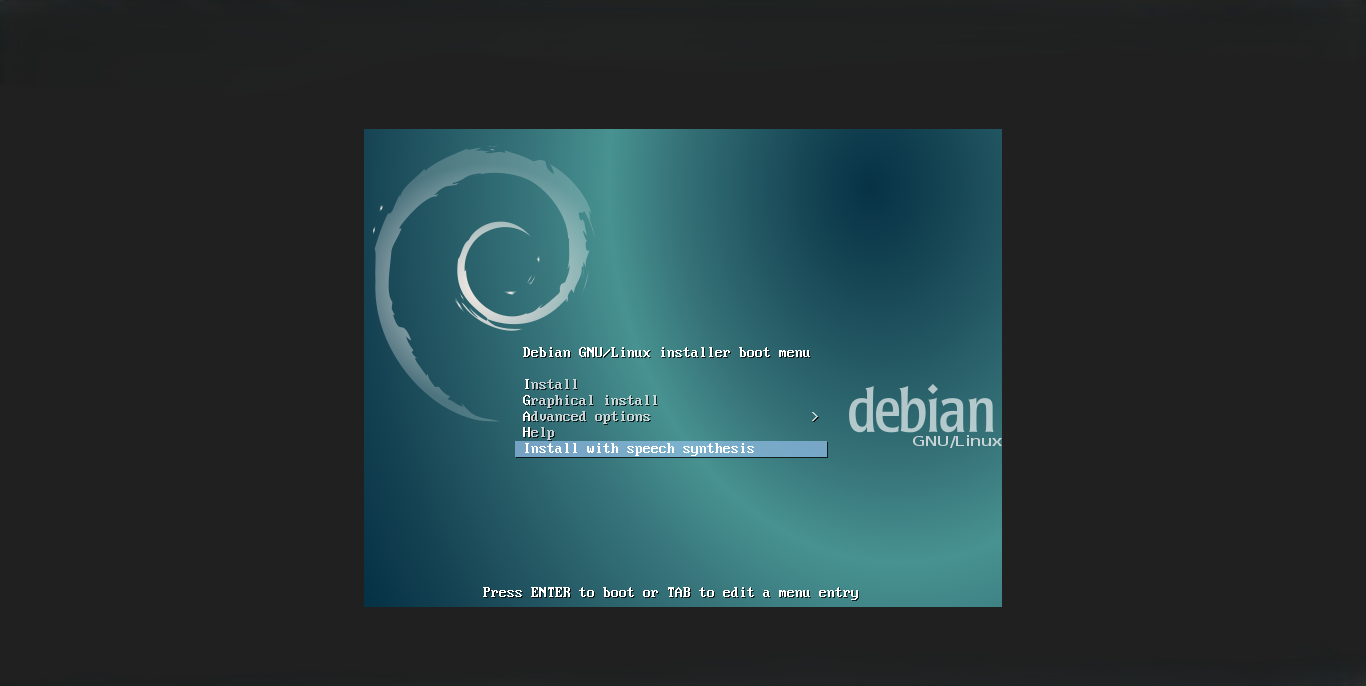 Debian GNU/Linux installer boot menu
Install
Graphical install
Advanced options >
Help
Install with speech synthesis
debian
GNU/Linux
Press ENTER to boot or TAB to edit a menu entry